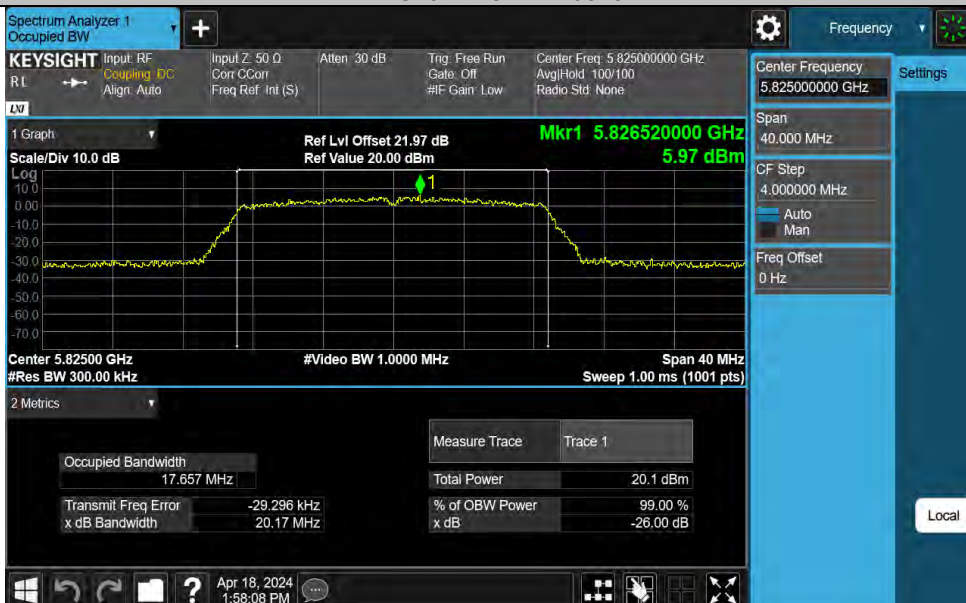 Spectrum Analyzer 1
Occupied BW
+
Frequency
KEYSIGHT
R L
LXI
Input: RF
Coupling: DC
Align: Auto
Input Z: 50 Ω
Corr CCorr
Freq Ref: Int (S)
Atten: 30 dB
Trig: Free Run
Gate: Off
#IF Gain: Low
Center Freq: 5.825000000 GHz
Avg|Hold: 100/100
Radio Std: None
Center Frequency
5.825000000 GHz
Settings
Span
40.000 MHz
CF Step
4.000000 MHz
Auto
Man
Freq Offset
0 Hz
Local
1 Graph
Scale/Div 10.0 dB
Ref Lvl Offset 21.97 dB
Ref Value 20.00 dBm
Mkr1 5.826520000 GHz
5.97 dBm
Log
10.0
0.00
-10.0
-20.0
-30.0
-40.0
-50.0
-60.0
-70.0
1
Center 5.82500 GHz
#Video BW 1.0000 MHz
Span 40 MHz
#Res BW 300.00 kHz
Sweep 1.00 ms (1001 pts)
2 Metrics
Measure Trace Trace 1
Occupied Bandwidth
17.657 MHz
Total Power 20.1 dBm
Transmit Freq Error -29.296 kHz
% of OBW Power 99.00 %
x dB Bandwidth 20.17 MHz
x dB -26.00 dB
?
Apr 18, 2024
1:58:08 PM